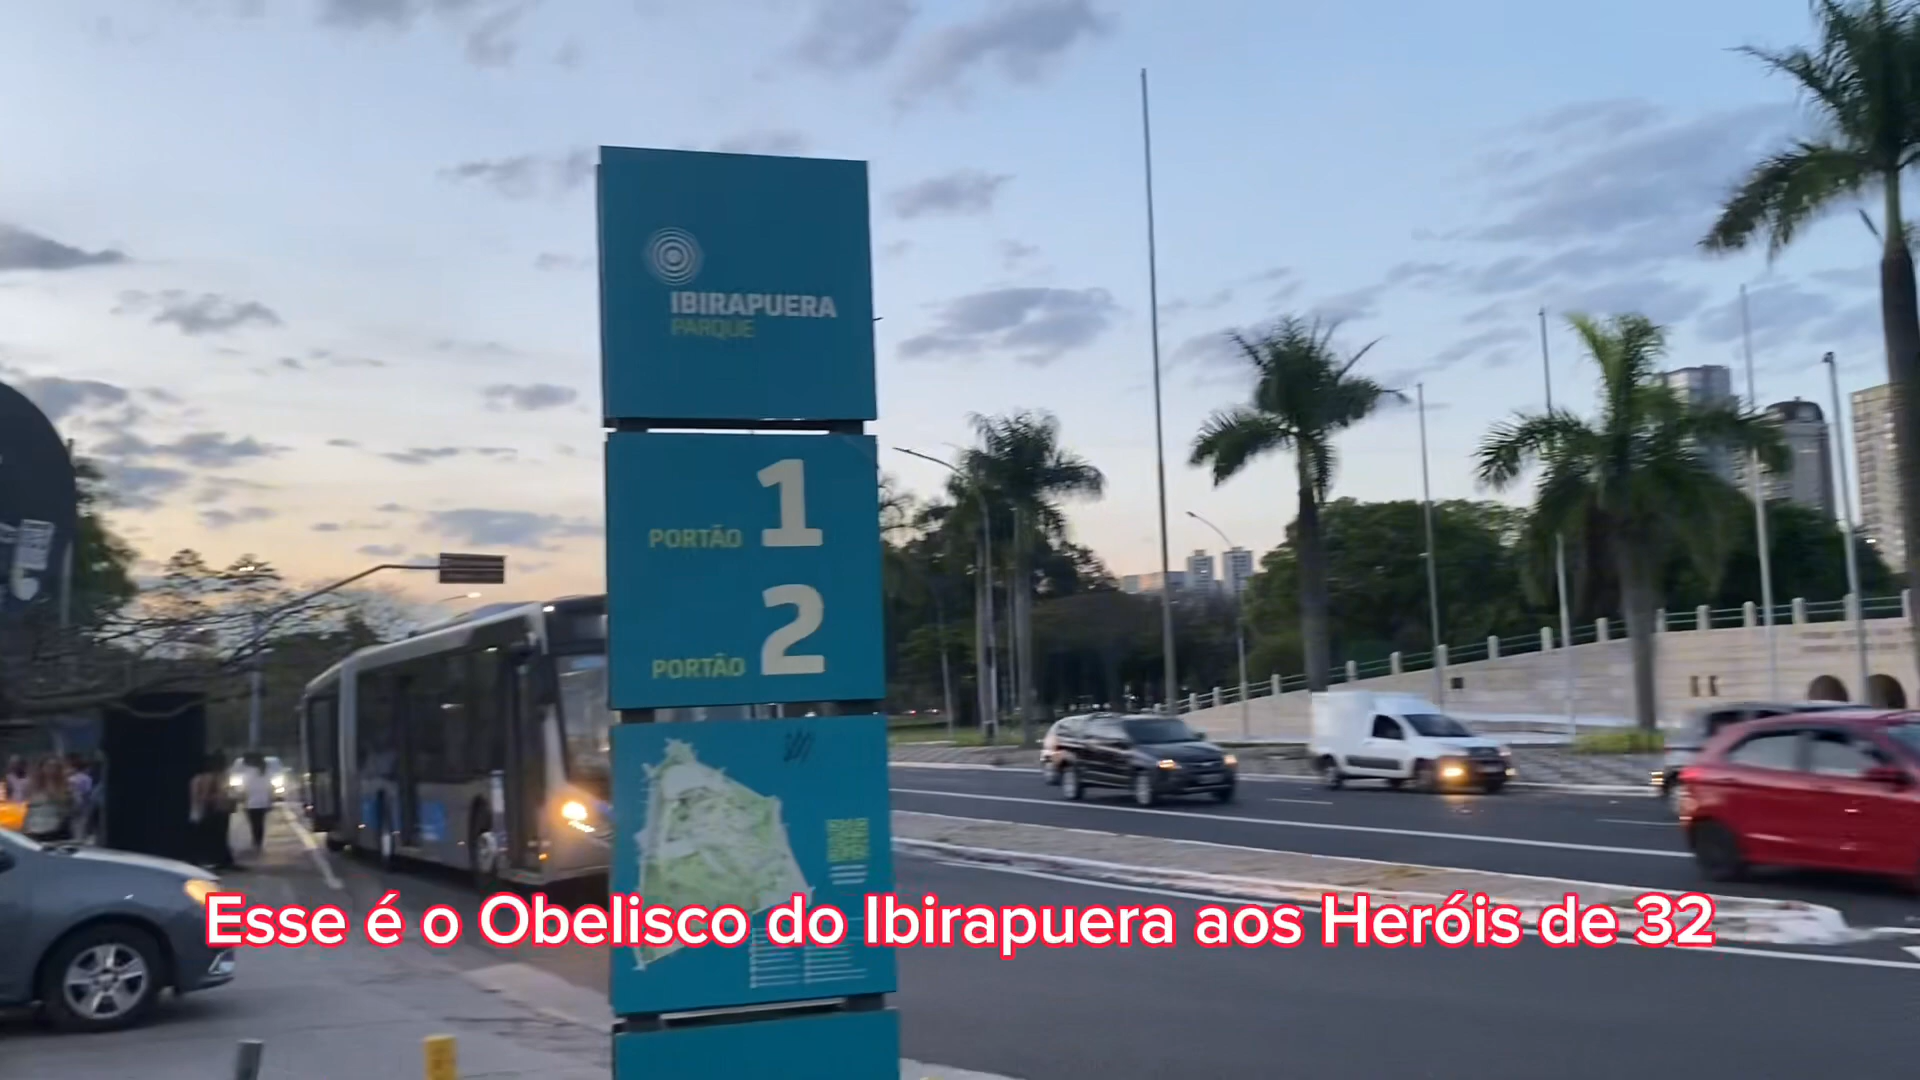 IBIRAPUERA
PARQUE
PORTÃO 1
PORTÃO 2
Esse é o Obelisco do Ibirapuera aos Heróis de 32